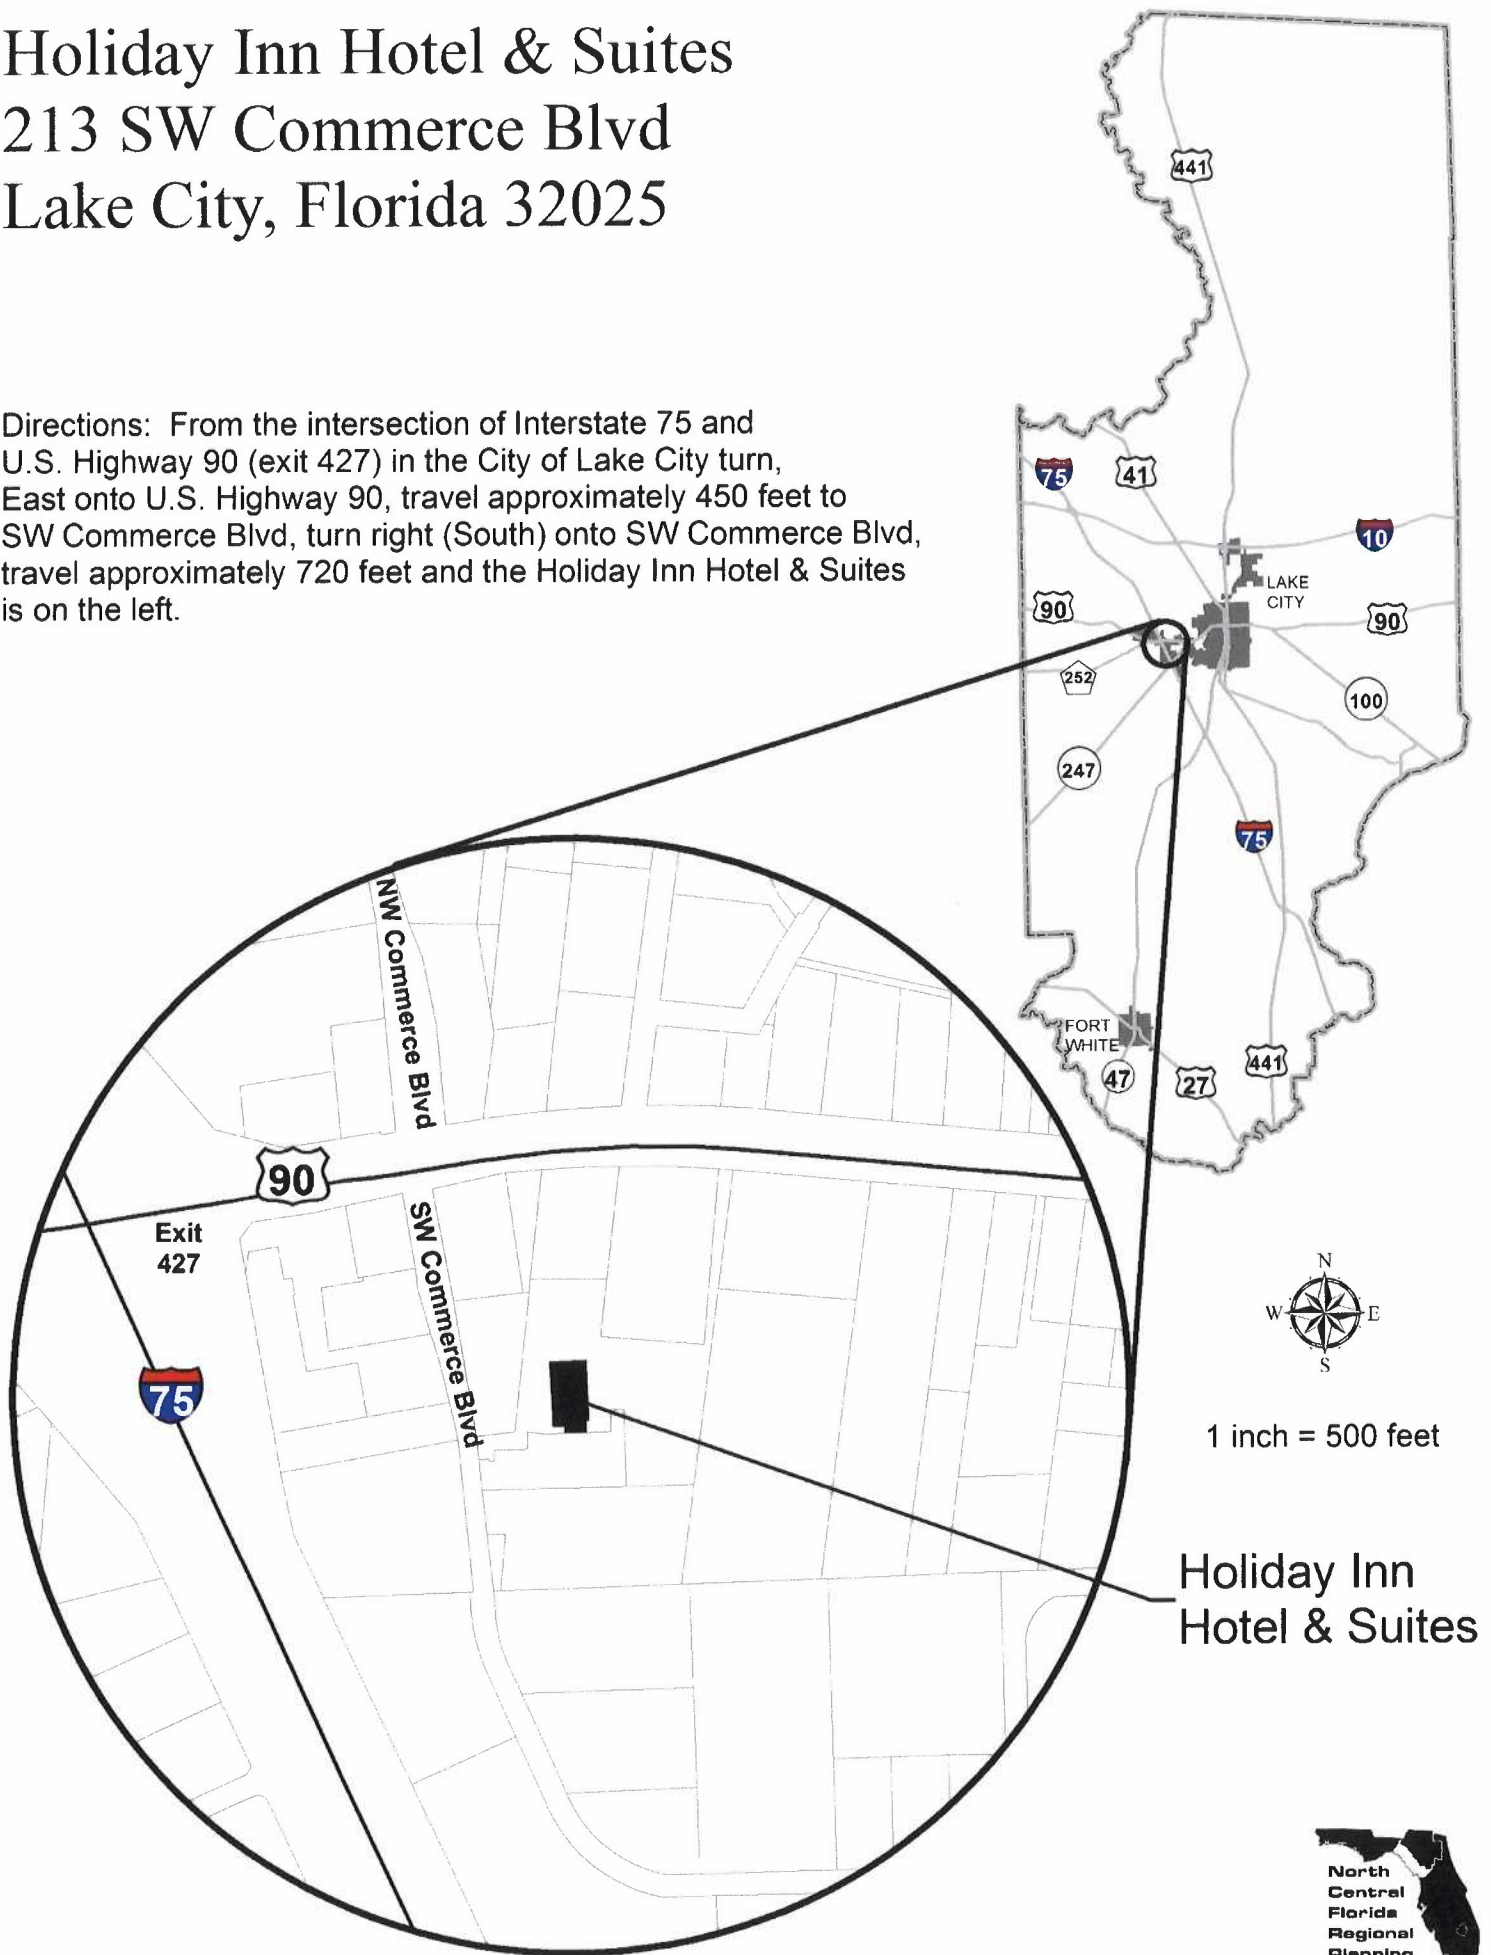 Holiday Inn Hotel & Suites
213 SW Commerce Blvd
Lake City, Florida 32025
Directions: From the intersection of Interstate 75 and
U.S. Highway 90 (exit 427) in the City of Lake City turn,
East onto U.S. Highway 90, travel approximately 450 feet to
SW Commerce Blvd, turn right (South) onto SW Commerce Blvd,
travel approximately 720 feet and the Holiday Inn Hotel & Suites
is on the left.
441
75
41
10
LAKE
CITY
90
90
252
100
247
75
FORT
WHITE
47
27
441
NW Commerce Blvd
90
Exit
427
SW Commerce Blvd
75
N
W
E
S
1 inch = 500 feet
Holiday Inn
Hotel & Suites
North
Central
Florida
Regional
Planning